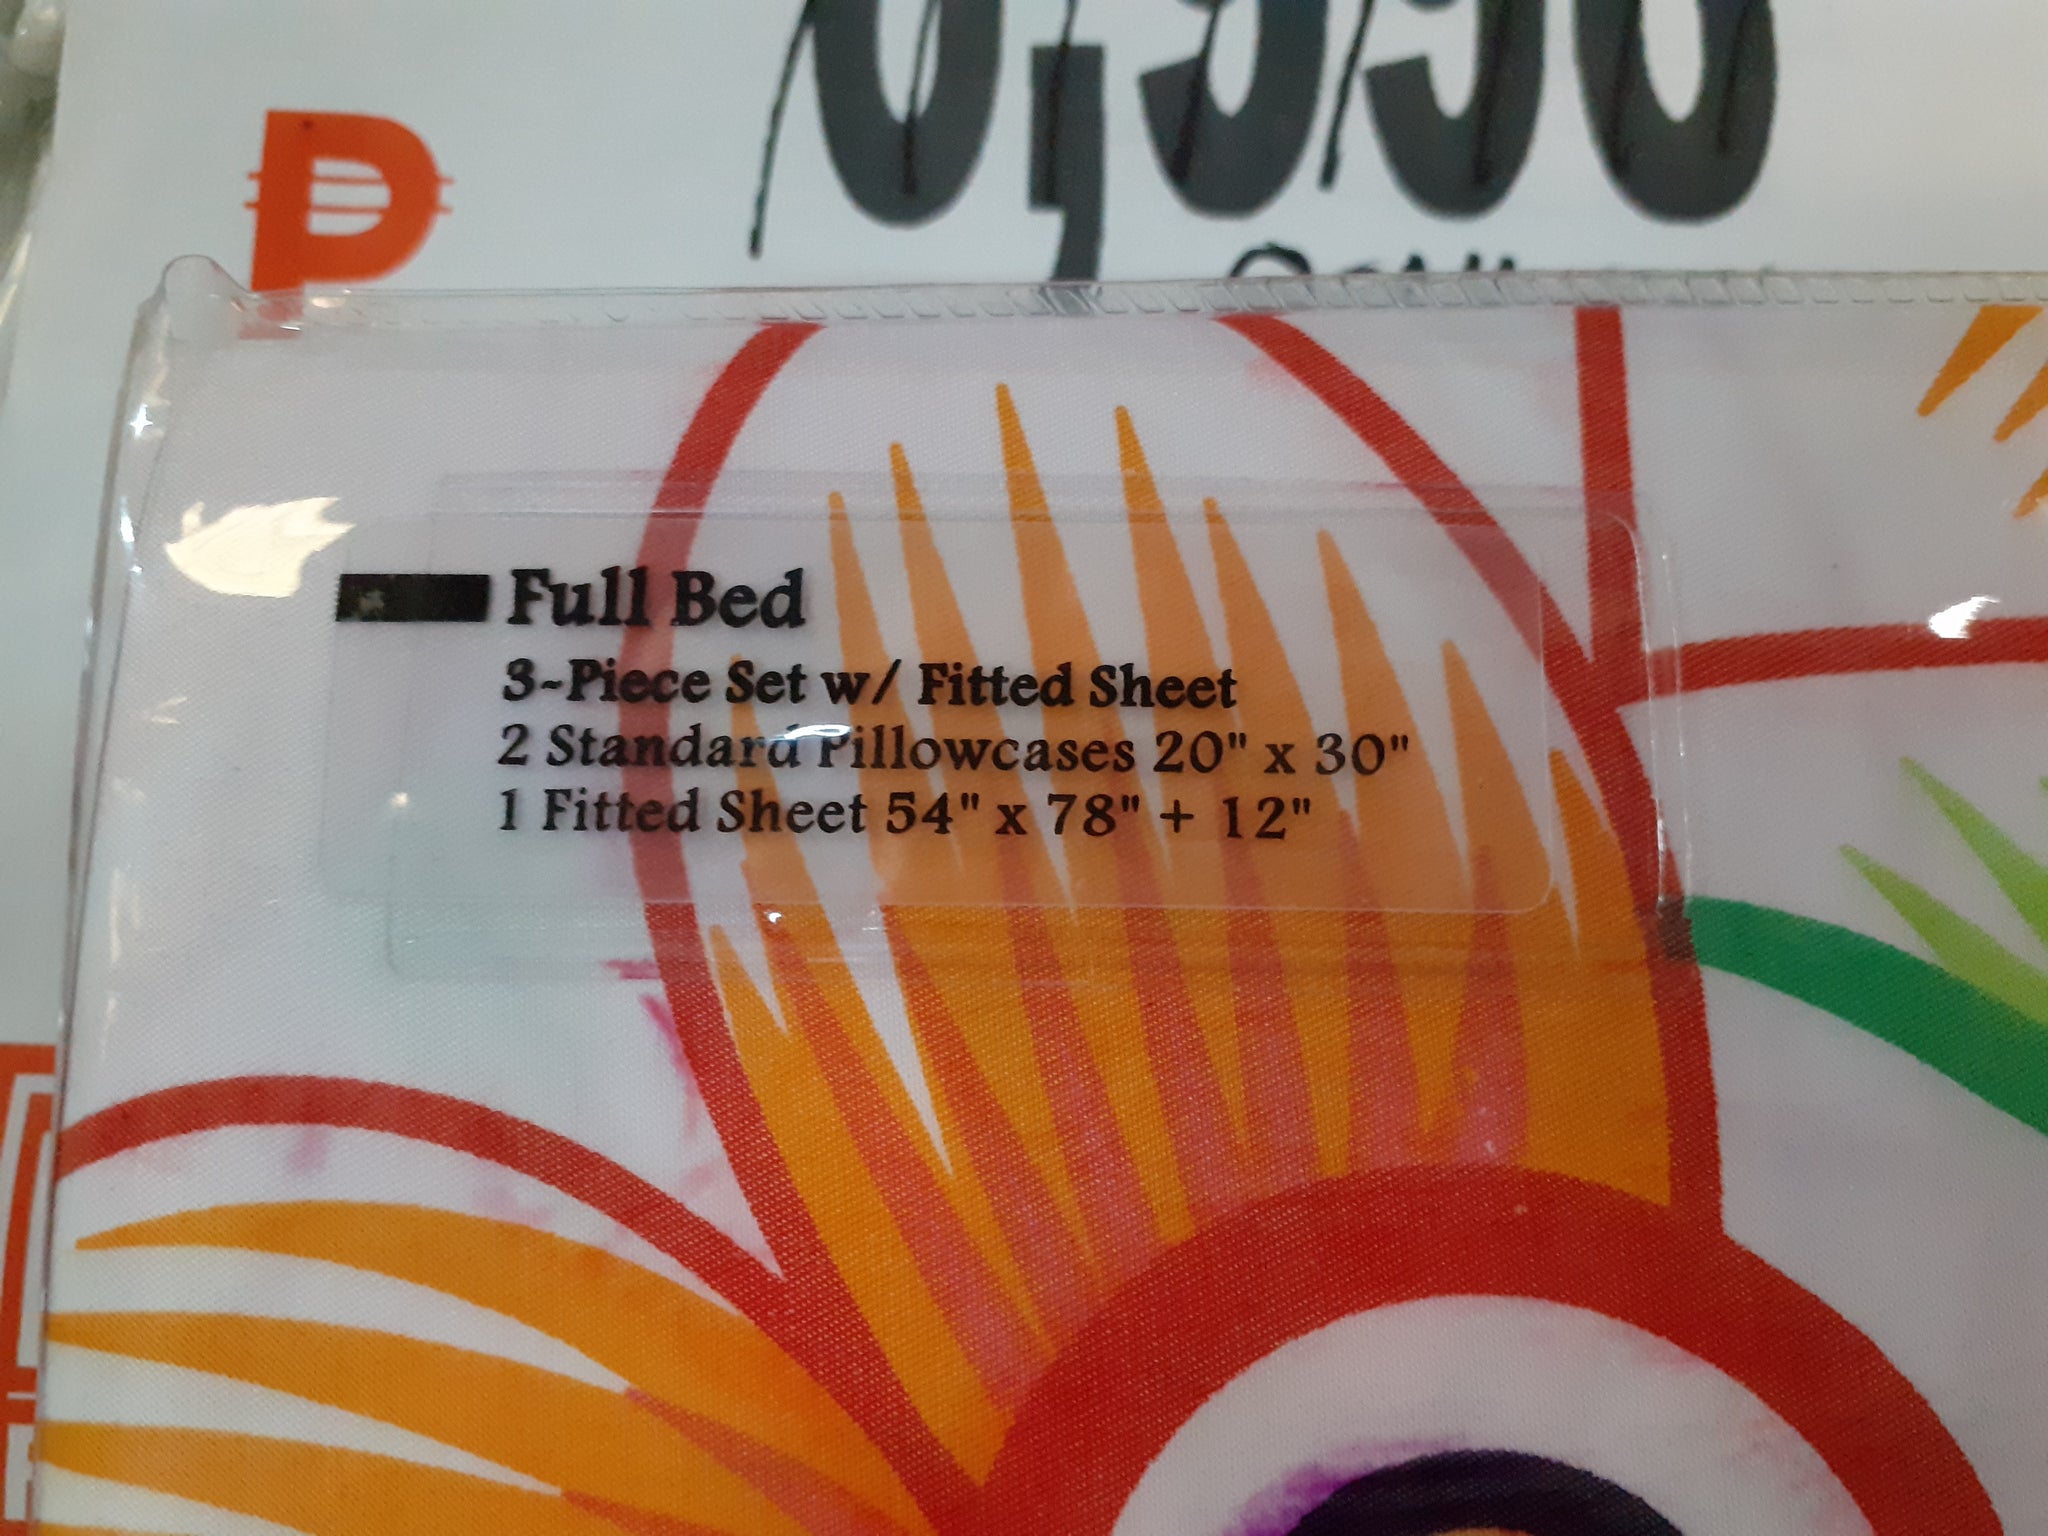 ₱
Full Bed
3-Piece Set w/ Fitted Sheet
2 Standard Pillowcases 20" x 30"
1 Fitted Sheet 54" x 78" + 12"